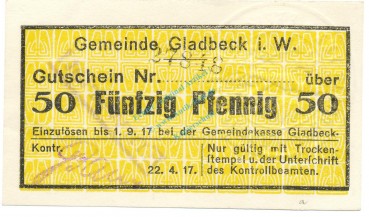 Gemeinde Gladbeck i. W.
Gutschein Nr. 27848 über
50 Fünfzig Pfennig 50
Einzulösen bis 1. 9. 17 bei der Gemeindekasse Gladbeck.
Kontr. Nur gültig mit Trocken-
stempel u. der Unterschrift
22. 4. 17. des Kontrollbeamten.
a